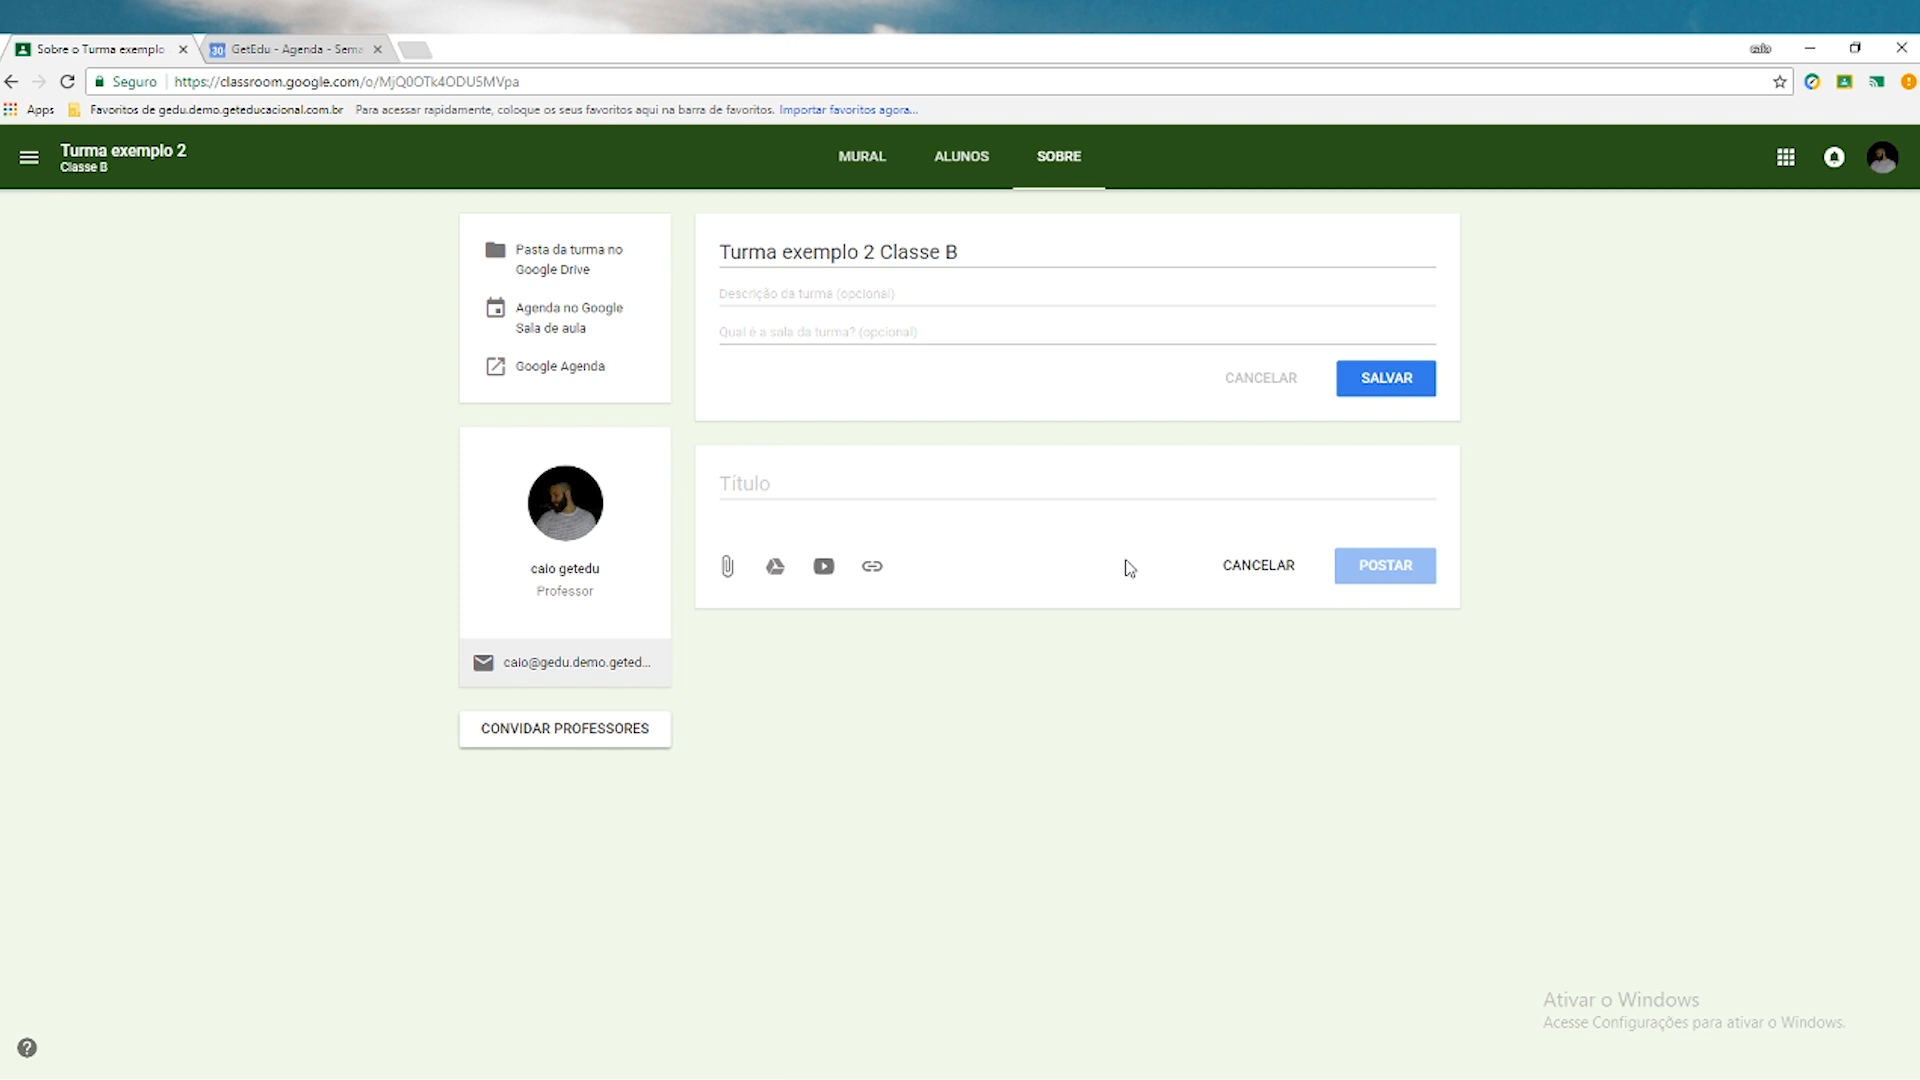 Sobre o Turma exemplo
GetEdu - Agenda - Sema
caio
Seguro
https://classroom.google.com/o/MjQ0OTk4ODU5MVpa
Apps
Favoritos de gedu.demo.geteducacional.com.br
Para acessar rapidamente, coloque os seus favoritos aqui na barra de favoritos. Importar favoritos agora...
Turma exemplo 2
Classe B
MURAL
ALUNOS
SOBRE
Pasta da turma no
Google Drive
Agenda no Google
Sala de aula
Google Agenda
caio getedu
Professor
caio@gedu.demo.geted...
CONVIDAR PROFESSORES
Turma exemplo 2 Classe B
Descrição da turma (opcional)
Qual é a sala da turma? (opcional)
CANCELAR
SALVAR
Título
CANCELAR
POSTAR
Ativar o Windows
Acesse Configurações para ativar o Windows.